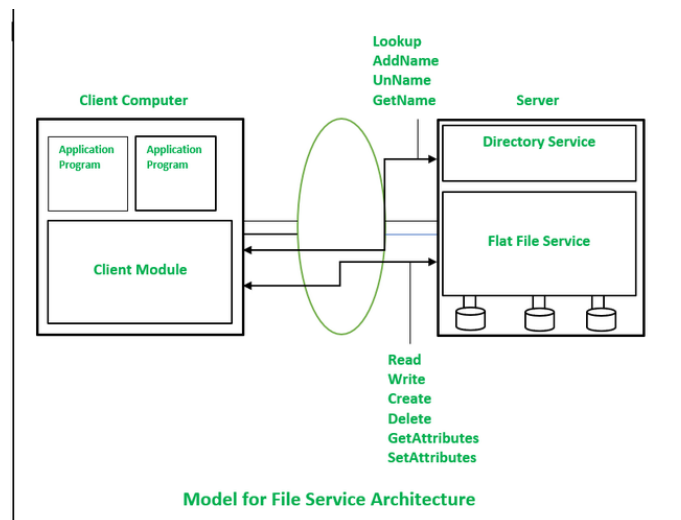 Lookup
AddName
UnName
GetName
Client Computer
Server
Application
Program
Application
Program
Directory Service
Client Module
Flat File Service
Read
Write
Create
Delete
GetAttributes
SetAttributes
Model for File Service Architecture